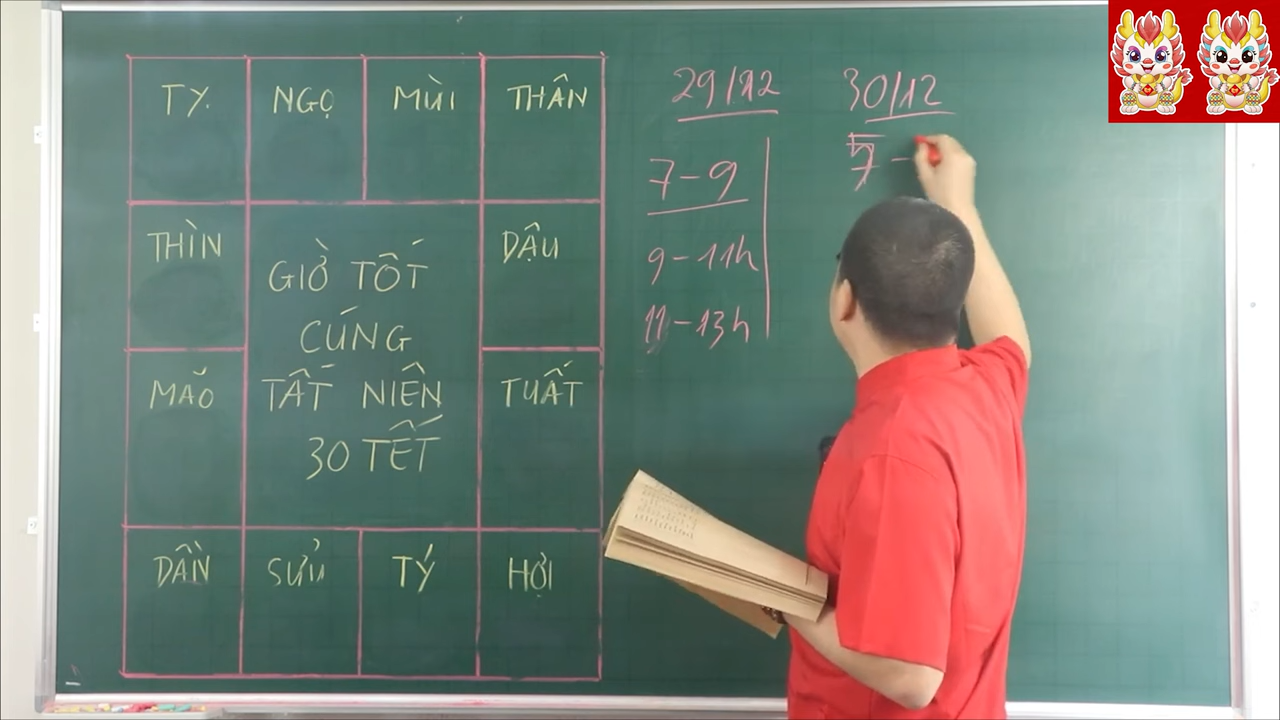 TỴ NGỌ MÙI THÂN
THÌN DẬU
GIỜ TỐT
CÚNG
TẤT NIÊN
30 TẾT
MÃO TUẤT
DẦN SỬU TÝ HỢI
29/12 30/12
7-9 7-
9-11h
11-13h